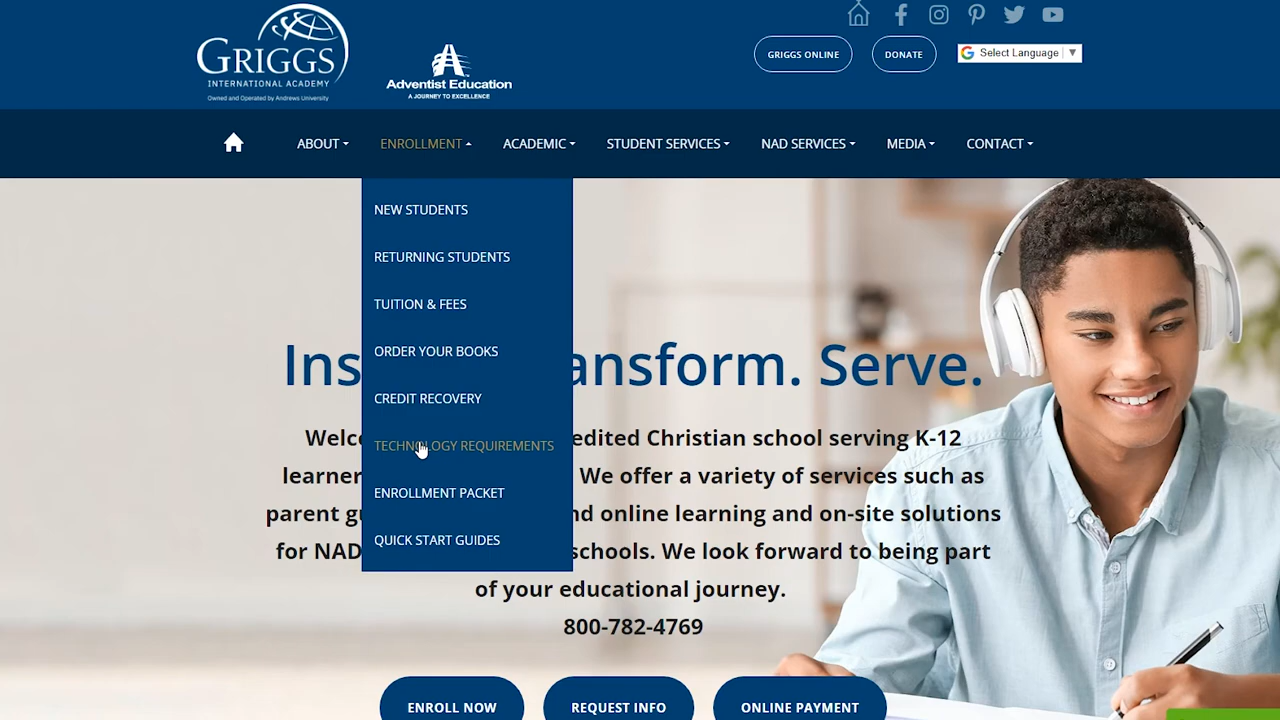 GRIGGS
INTERNATIONAL ACADEMY
Owned and Operated by Andrews University
Adventist Education
A JOURNEY TO EXCELLENCE
GRIGGS ONLINE
DONATE
G Select Language ▼
ABOUT
ENROLLMENT
ACADEMIC
STUDENT SERVICES
NAD SERVICES
MEDIA
CONTACT
NEW STUDENTS
RETURNING STUDENTS
TUITION & FEES
ORDER YOUR BOOKS
CREDIT RECOVERY
TECHNOLOGY REQUIREMENTS
ENROLLMENT PACKET
QUICK START GUIDES
Ins ansform. Serve.
Welc edited Christian school serving K-12
learner We offer a variety of services such as
parent gu nd online learning and on-site solutions
for NAD schools. We look forward to being part
of your educational journey.
800-782-4769
ENROLL NOW
REQUEST INFO
ONLINE PAYMENT